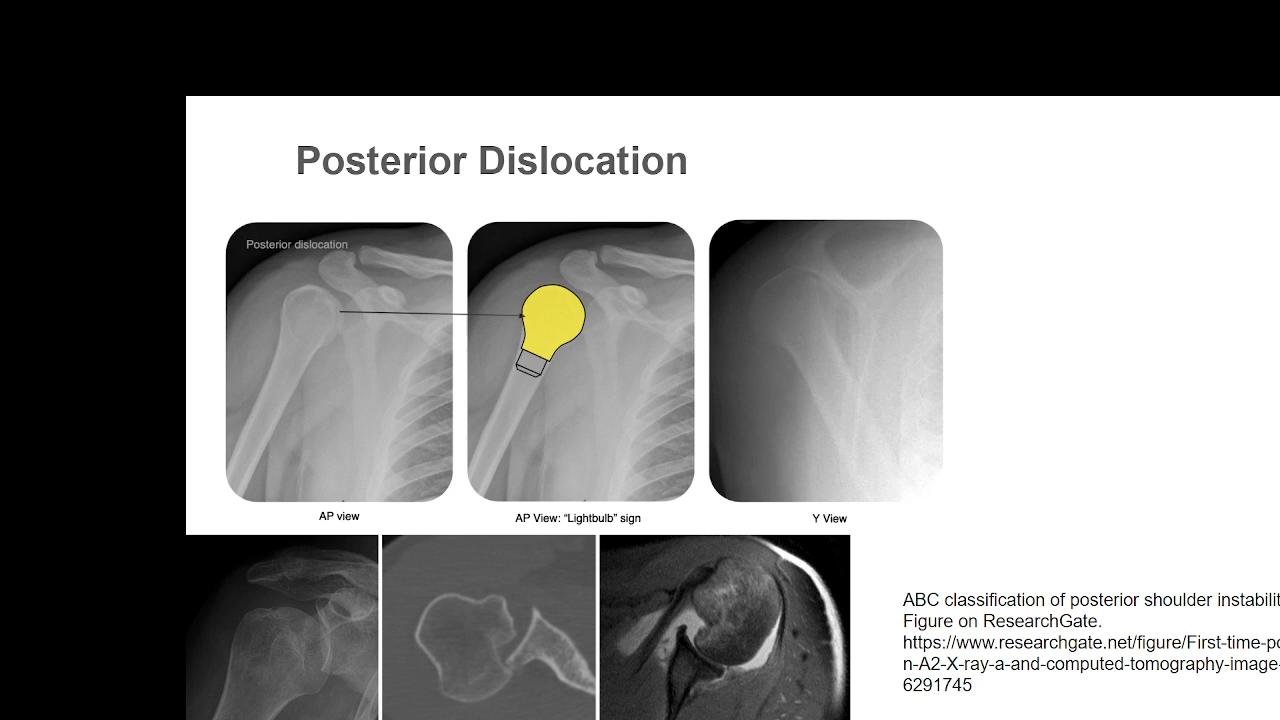 Posterior Dislocation
Posterior dislocation
AP view
AP View: “Lightbulb” sign
Y View
ABC classification of posterior shoulder
Figure on ResearchGate.
https://www.researchgate.net/figure/First-time-po
n-A2-X-ray-a-and-computed-tomography-image-
6291745